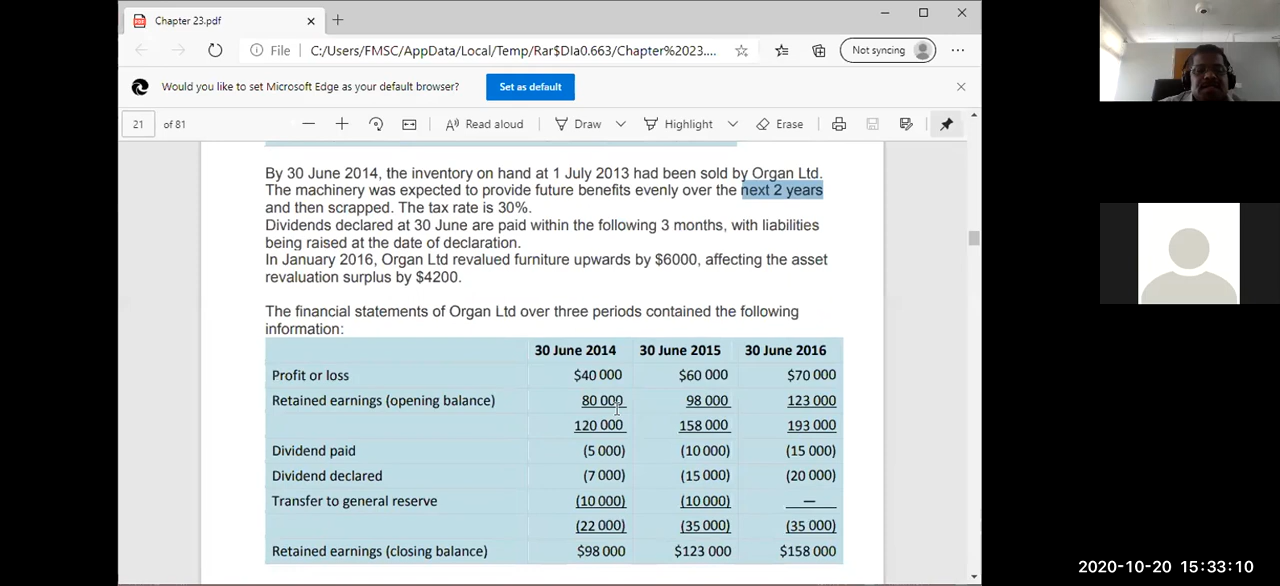 Chapter 23.pdf
File
C:/Users/FMSC/AppData/Local/Temp/Rar$DIa0.663/Chapter%2023....
Not syncing
Would you like to set Microsoft Edge as your default browser?
Set as default
21 of 81
Read aloud
Draw
Highlight
Erase
By 30 June 2014, the inventory on hand at 1 July 2013 had been sold by Organ Ltd.
The machinery was expected to provide future benefits evenly over the next 2 years
and then scrapped. The tax rate is 30%.
Dividends declared at 30 June are paid within the following 3 months, with liabilities
being raised at the date of declaration.
In January 2016, Organ Ltd revalued furniture upwards by $6000, affecting the asset
revaluation surplus by $4200.
The financial statements of Organ Ltd over three periods contained the following
information:
30 June 2014 30 June 2015 30 June 2016
Profit or loss $40 000 $60 000 $70 000
Retained earnings (opening balance) 80 000 98 000 123 000
120 000 158 000 193 000
Dividend paid (5 000) (10 000) (15 000)
Dividend declared (7 000) (15 000) (20 000)
Transfer to general reserve (10 000) (10 000) —
(22 000) (35 000) (35 000)
Retained earnings (closing balance) $98 000 $123 000 $158 000
2020-10-20 15:33:10